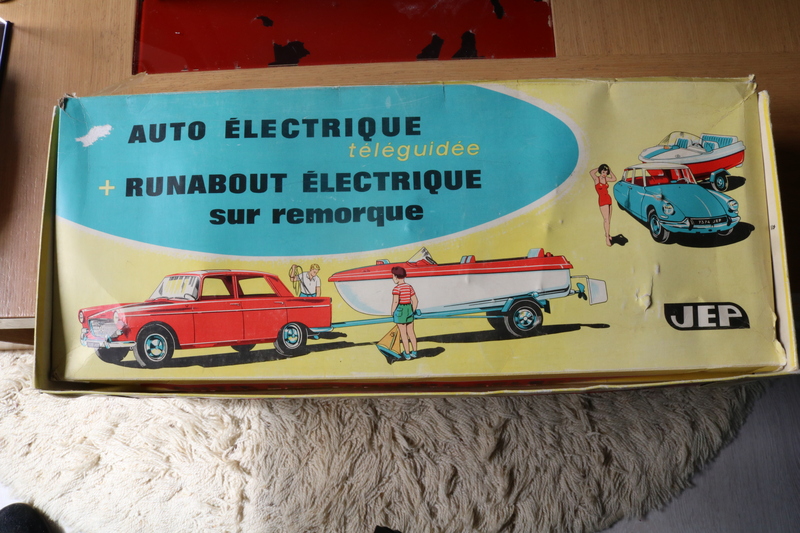 AUTO ÉLECTRIQUE
téléguidée
+ RUNABOUT ÉLECTRIQUE
sur remorque
JEP